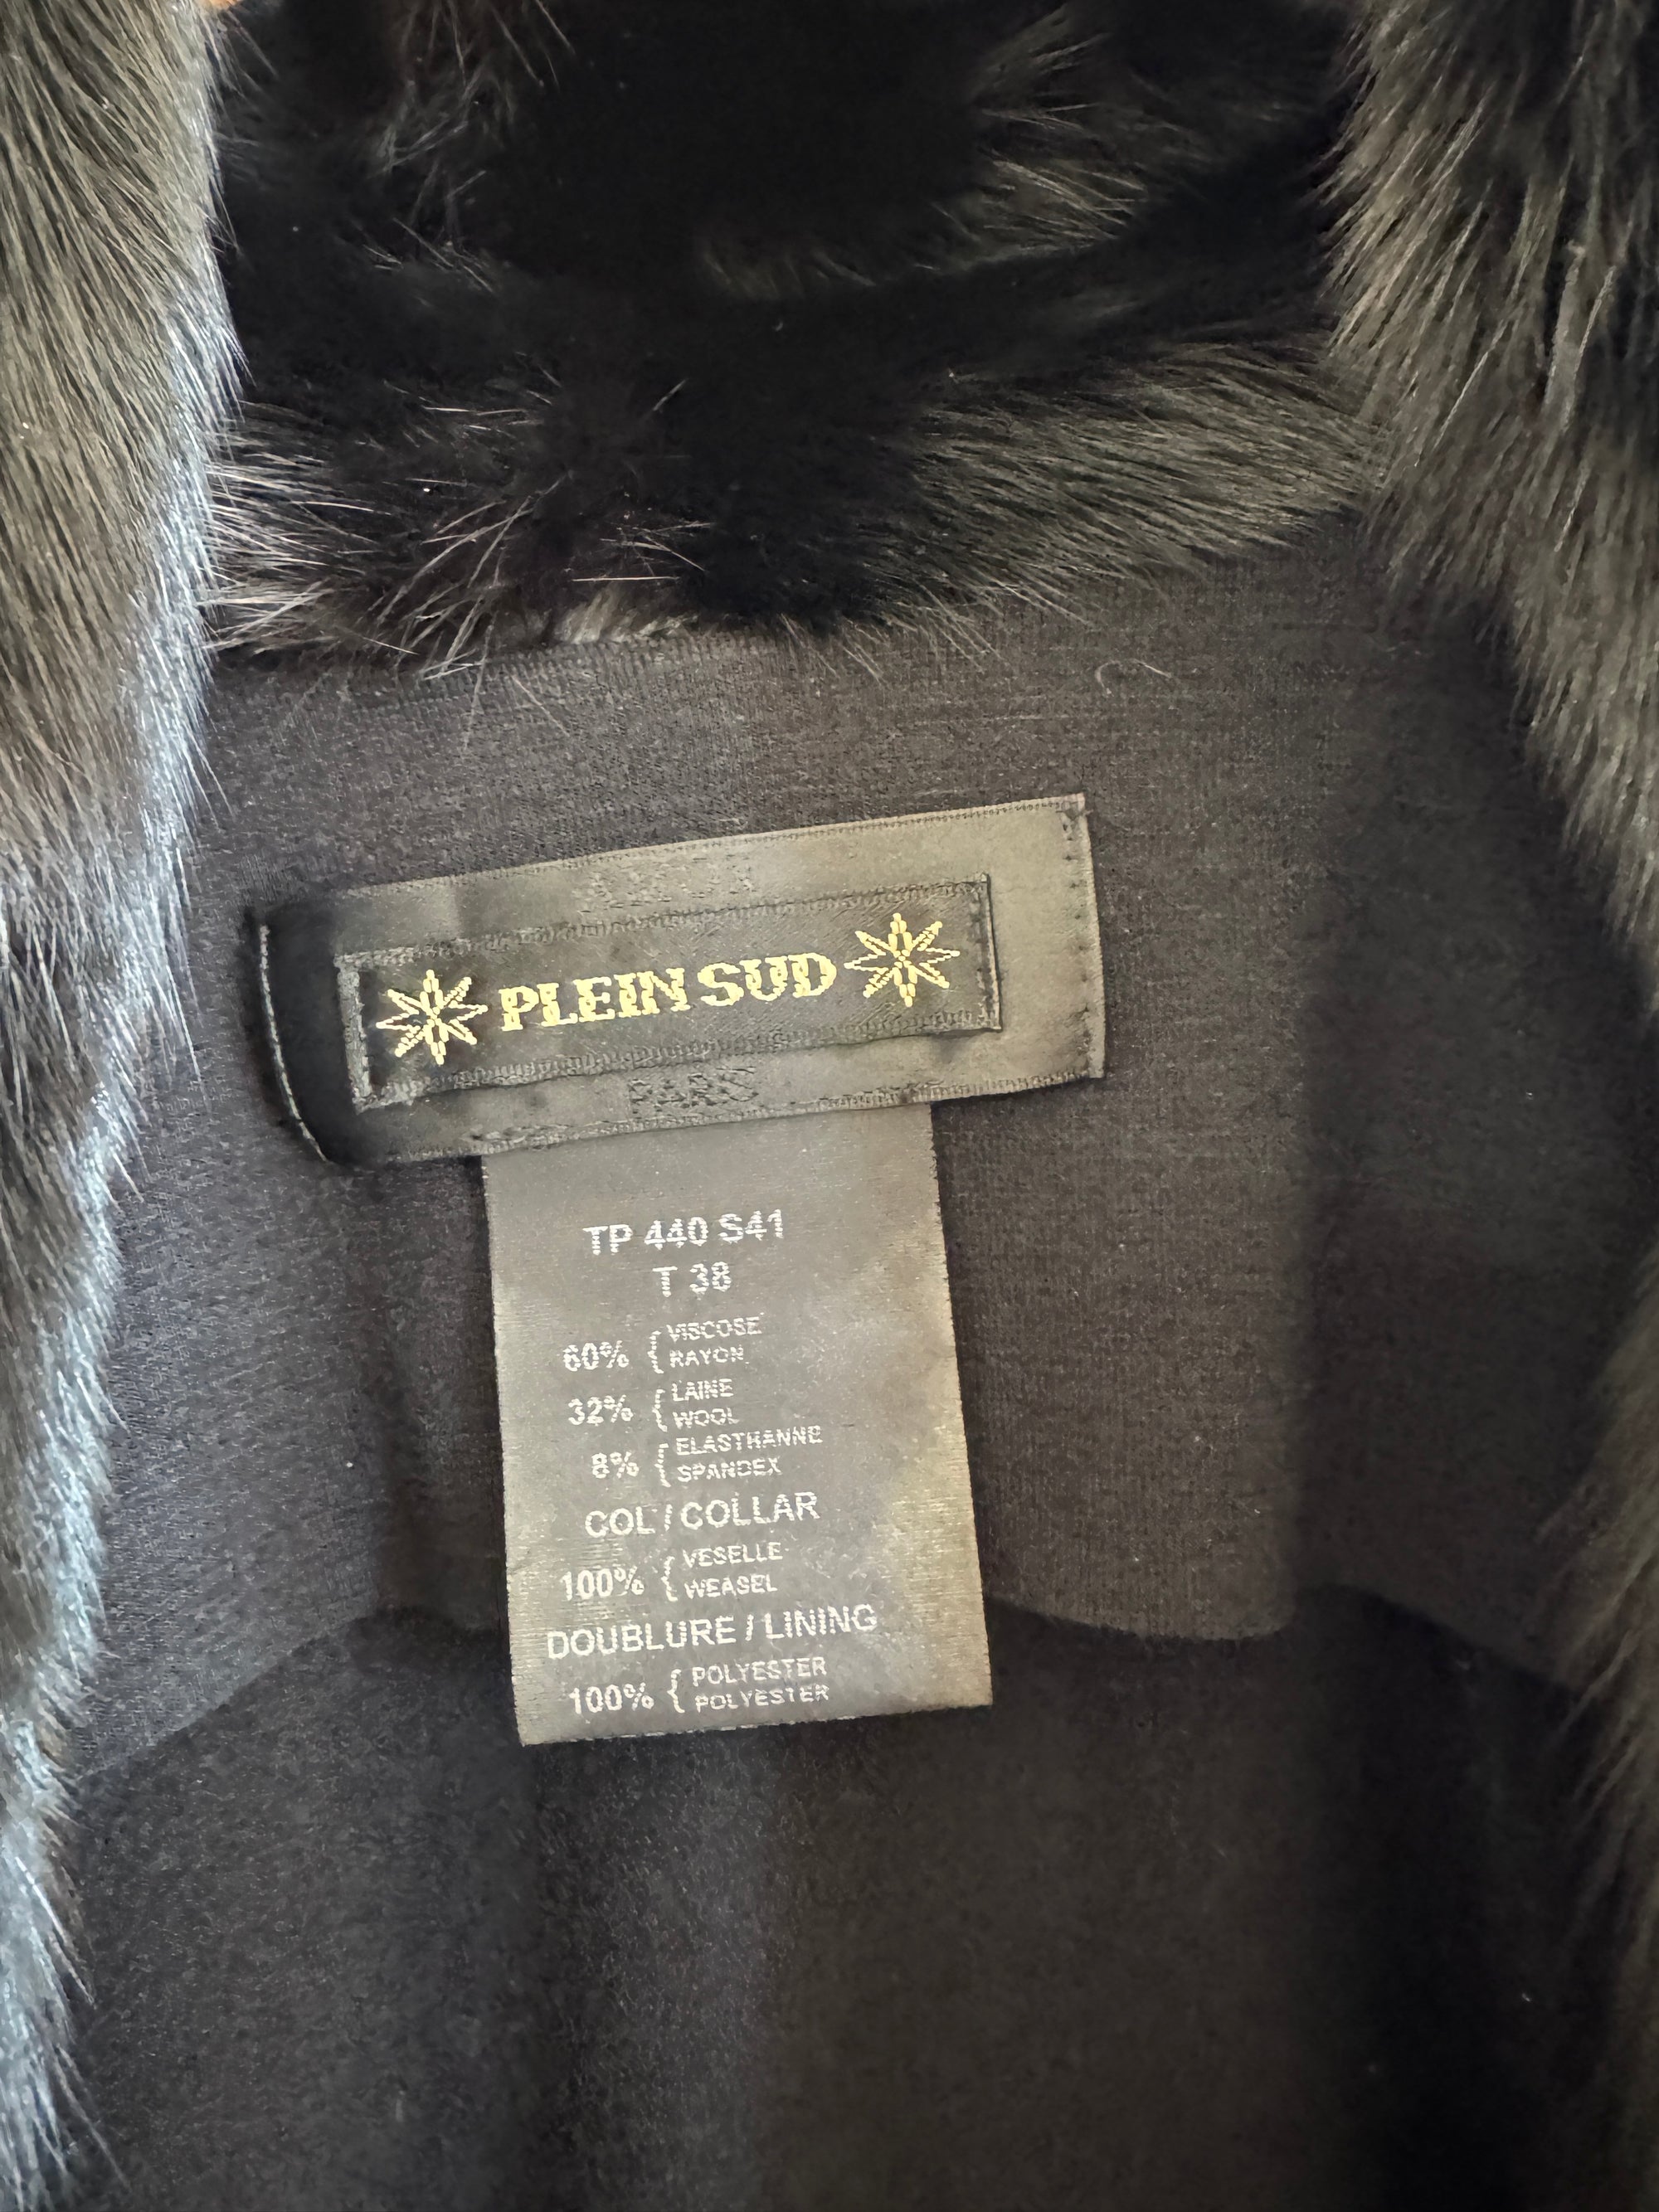 PLEIN SUD
PARIS
TP 440 S41
T 38
60% { VISCOSE
RAYON
32% { LAINE
WOOL
8% { ELASTHANNE
SPANDEX
COL / COLLAR
100% { VESELLE
WEASEL
DOUBLURE / LINING
100% { POLYESTER
POLYESTER